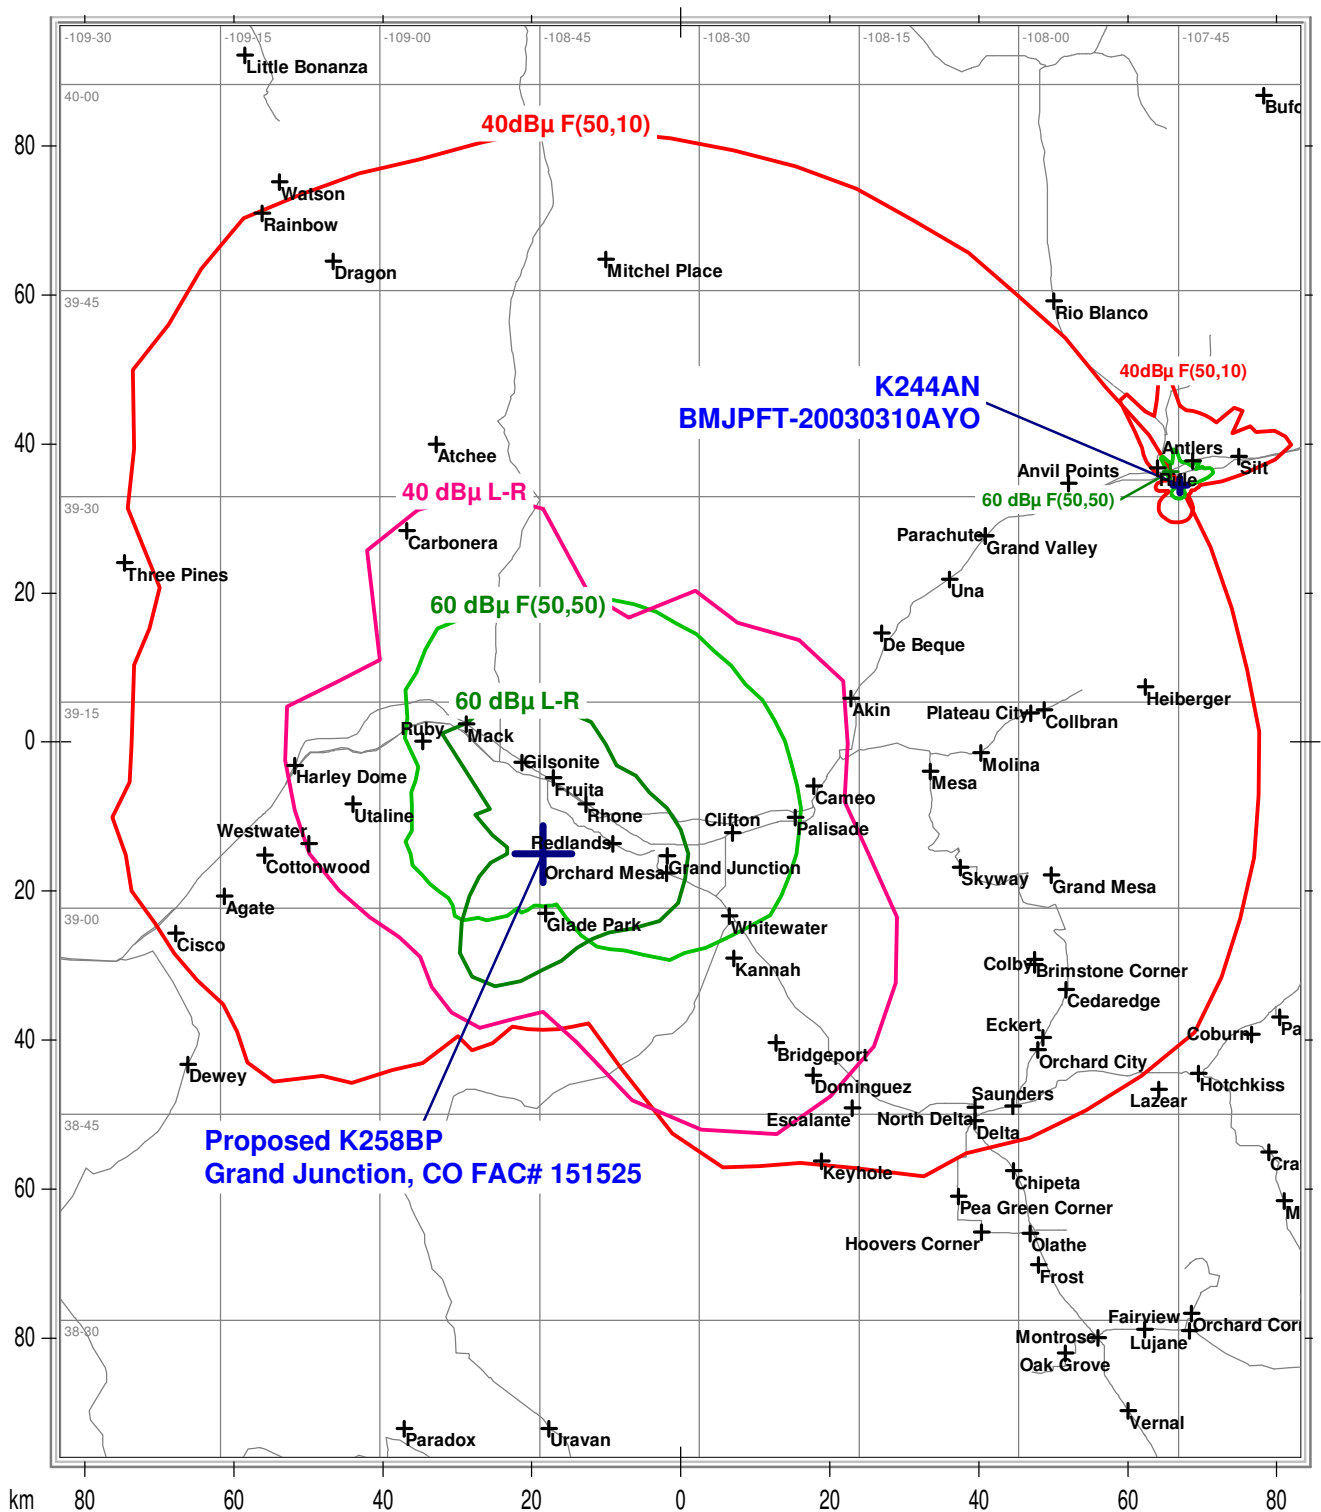 -109-30
-109-15
-109-00
-108-45
-108-30
-108-15
-108-00
-107-45
Little Bonanza
40-00
Bufc
80
40dBµ F(50,10)
Watson
Rainbow
Dragon
Mitchel Place
60
39-45
Rio Blanco
40dBµ F(50,10)
K244AN
BMJPFT-20030310AYO
40
Atchee
Antlers
Silt
Anvil Points
Rifle
40 dBµ L-R
60 dBµ F(50,50)
39-30
Carbonera
Parachute
Grand Valley
Three Pines
20
Una
60 dBµ F(50,50)
De Beque
60 dBµ L-R
Heiberger
Akin
Plateau City
Collbran
39-15
Ruby
Mack
0
Gilsonite
Molina
Harley Dome
Fruita
Mesa
Cameo
Utaline
Rhone
Clifton
Palisade
Westwater
Redlands
Cottonwood
Orchard Mesa
Grand Junction
Skyway
Grand Mesa
20
Agate
39-00
Glade Park
Whitewater
Cisco
Kannah
Colby
Brimstone Corner
Cedaredge
Eckert
Pa
Coburn
40
Bridgeport
Orchard City
Dewey
Dominguez
Hotchkiss
Saunders
Lazear
Escalante
North Delta
38-45
Delta
Proposed K258BP
Grand Junction, CO FAC# 151525
Keyhole
Cra
Chipeta
60
Pea Green Corner
M
Hoovers Corner
Olathe
Frost
Fairview
Orchard Corn
38-30
80
Montrose
Lujane
Oak Grove
Vernal
Paradox
Uravan
km
80
60
40
20
0
20
40
60
80